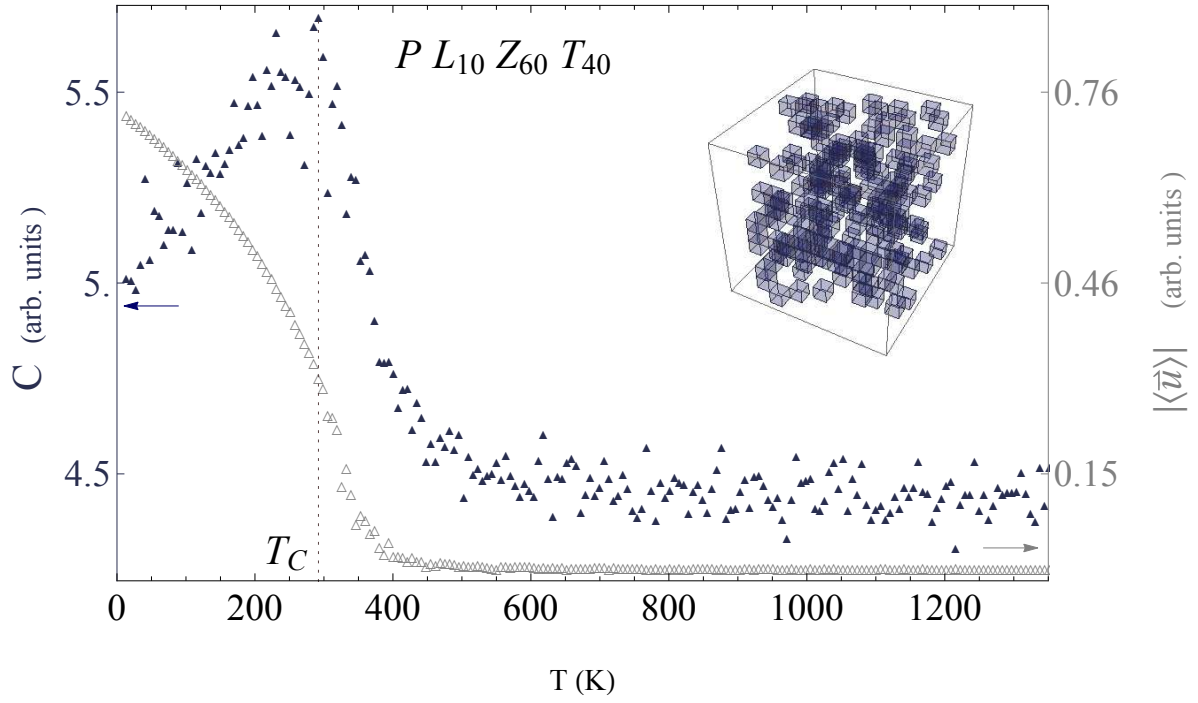 P L₁₀ Z₆₀ T₄₀
5.5
5.
4.5
C (arb. units )
0.76
0.46
0.15
|⟨u⃗⟩| (arb. units )
T_C
0 200 400 600 800 1000 1200
T (K)